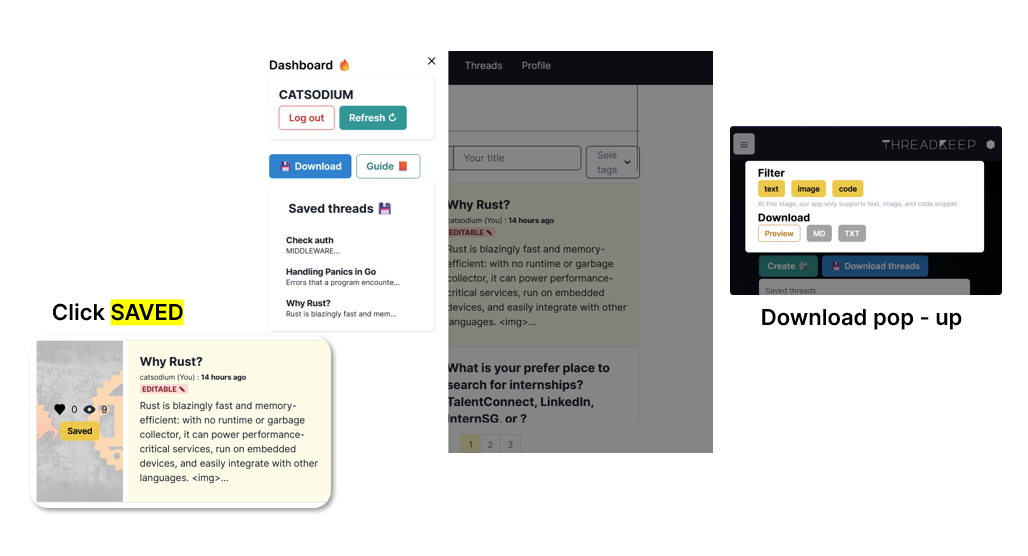 Dashboard 🔥
CATSODIUM
Log out
Refresh
Download
Guide
Saved threads
Check auth
MIDDLEWARE...
Handling Panics in Go
Errors that a program encounte...
Why Rust?
Rust is blazingly fast and mem...
Threads Profile
Your title
Sele
tags
Why Rust?
catsodium (You) : 14 hours ago
EDITABLE
Rust is blazingly fast and memory-
efficient: with no runtime or garbage
collector, it can power performance-
critical services, run on embedded
devices, and easily integrate with other
languages. <img>...
What is your prefer place to
search for internships?
TalentConnect, LinkedIn,
InternSG, or ?
1 2 3
Click SAVED
0 9
Saved
Why Rust?
catsodium (You) : 14 hours ago
EDITABLE
Rust is blazingly fast and memory-
efficient: with no runtime or garbage
collector, it can power performance-
critical services, run on embedded
devices, and easily integrate with other
languages. <img>...
THREADKEEP
Filter
text image code
At this stage, our app only supports text, image, and code snippet.
Download
Preview MD TXT
Create Download threads
Saved threads
Download pop - up